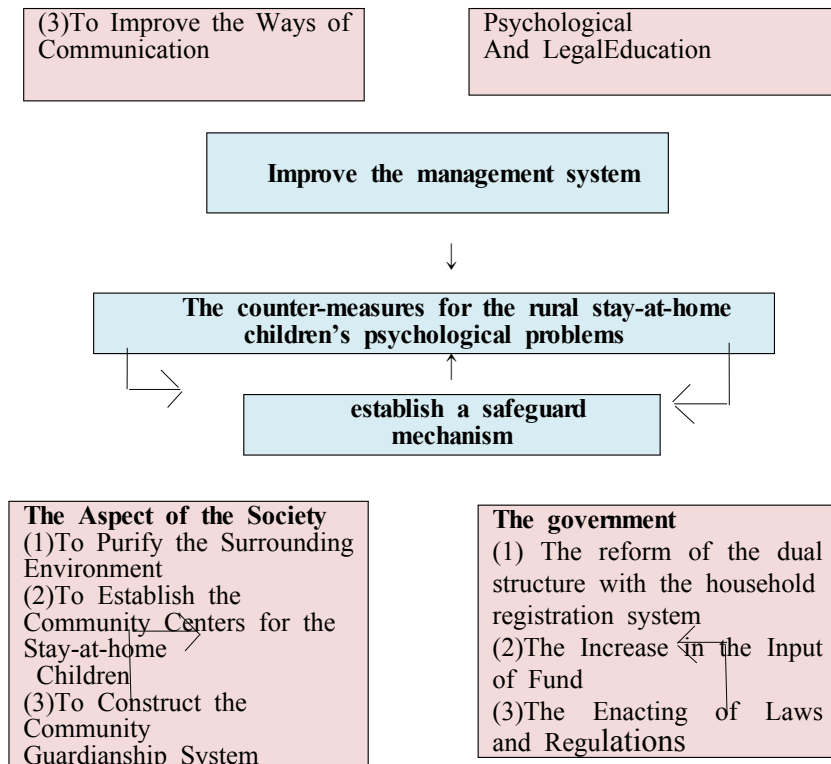 (3)To Improve the Ways of
Communication
Psychological
And LegalEducation
Improve the management system
The counter-measures for the rural stay-at-home
children's psychological problems
establish a safeguard
mechanism
The Aspect of the Society
(1)To Purify the Surrounding
Environment
(2)To Establish the
Community Centers for the
Stay-at-home
Children
(3)To Construct the
Community
Guardianship System
The government
(1) The reform of the dual
structure with the household
registration system
(2)The Increase in the Input
of Fund
(3)The Enacting of Laws
and Regulations